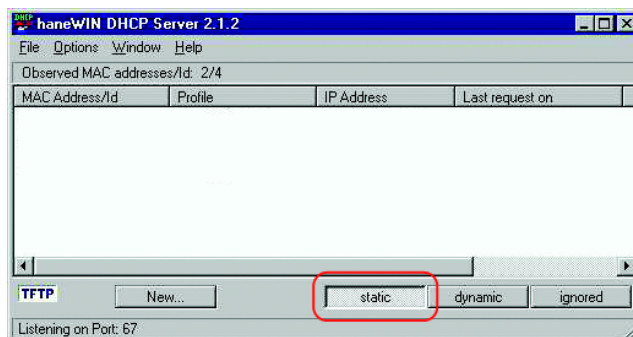 DHCP haneWIN DHCP Server 2.1.2
File Options Window Help
Observed MAC addresses/Id: 2/4
MAC Address/Id Profile IP Address Last request on
TFTP New... static dynamic ignored
Listening on Port: 67